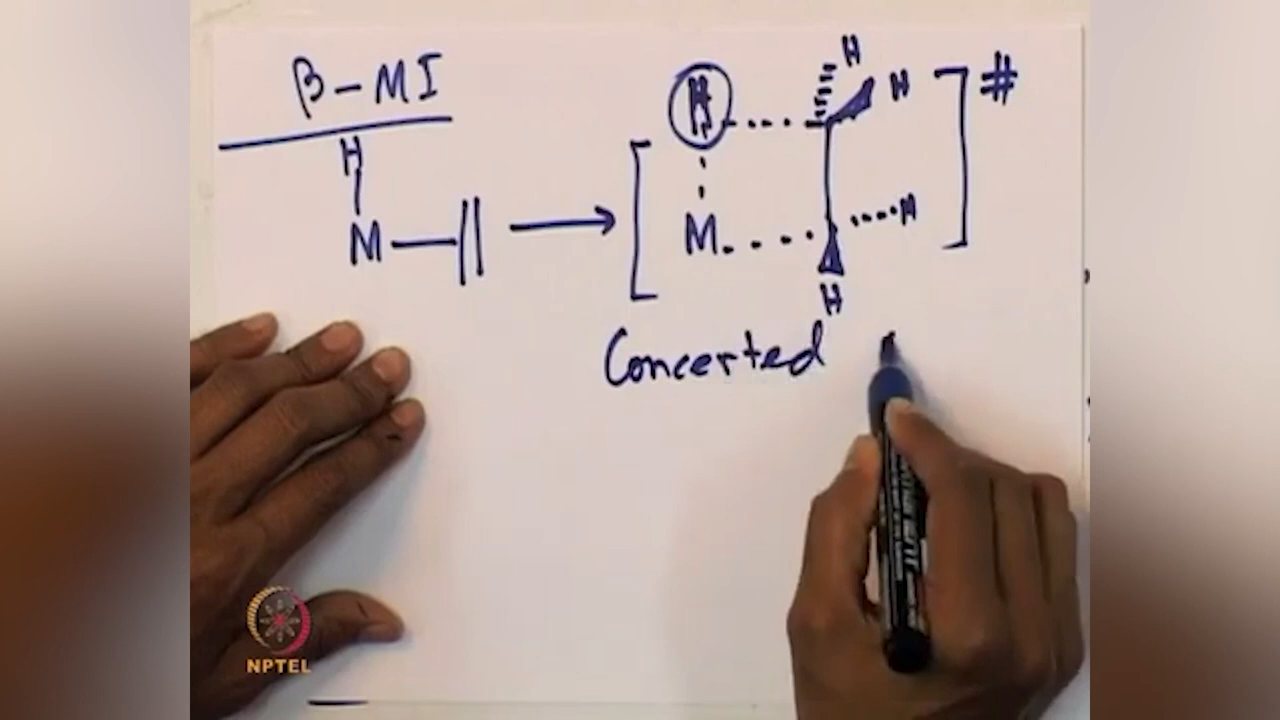 β-MI
H H H ] #
H
M — || → [ M H
H
Concerted
NPTEL